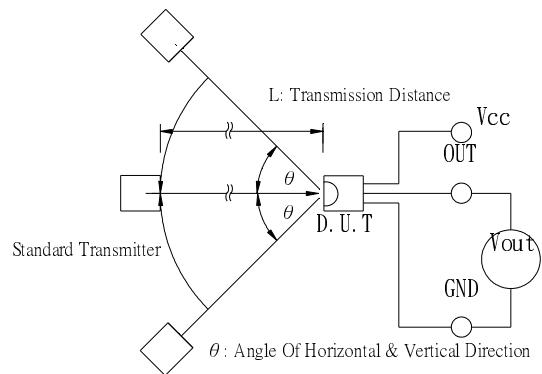 L: Transmission Distance
Vcc
OUT
θ
θ
D.U.T
Standard Transmitter
Vout
GND
θ: Angle Of Horizontal & Vertical Direction